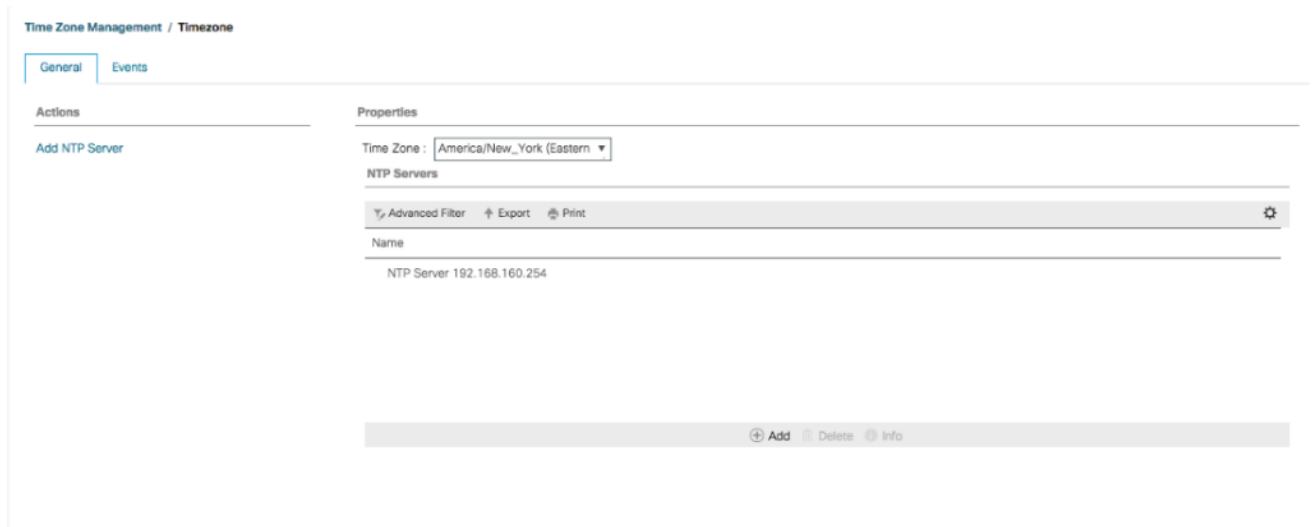 Time Zone Management / Timezone
General Events
Actions
Add NTP Server
Properties
Time Zone : America/New_York (Eastern
NTP Servers
Advanced Filter Export Print
Name
NTP Server 192.168.160.254
Add Delete Info